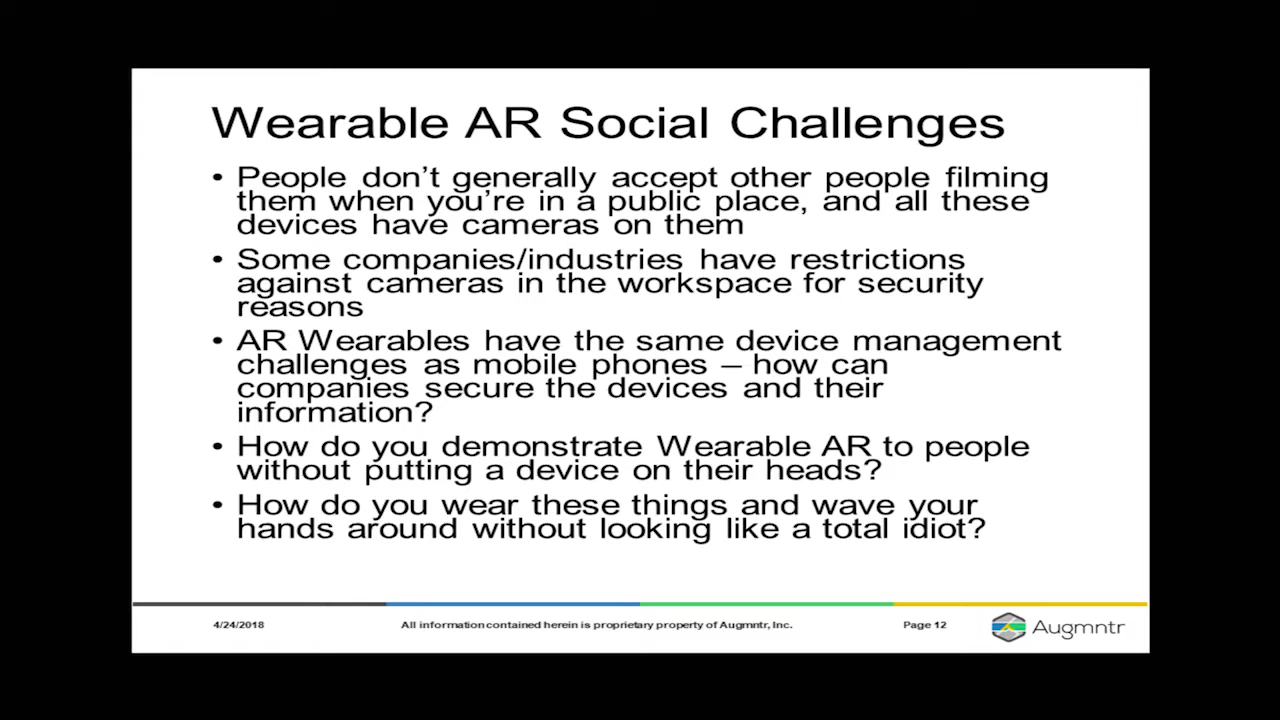 Wearable AR Social Challenges
• People don’t generally accept other people filming
them when you’re in a public place, and all these
devices have cameras on them
• Some companies/industries have restrictions
against cameras in the workspace for security
reasons
• AR Wearables have the same device management
challenges as mobile phones – how can
companies secure the devices and their
information?
• How do you demonstrate Wearable AR to people
without putting a device on their heads?
• How do you wear these things and wave your
hands around without looking like a total idiot?
4/24/2018
All information contained herein is proprietary property of Augmntr, Inc.
Page 12
Augmntr